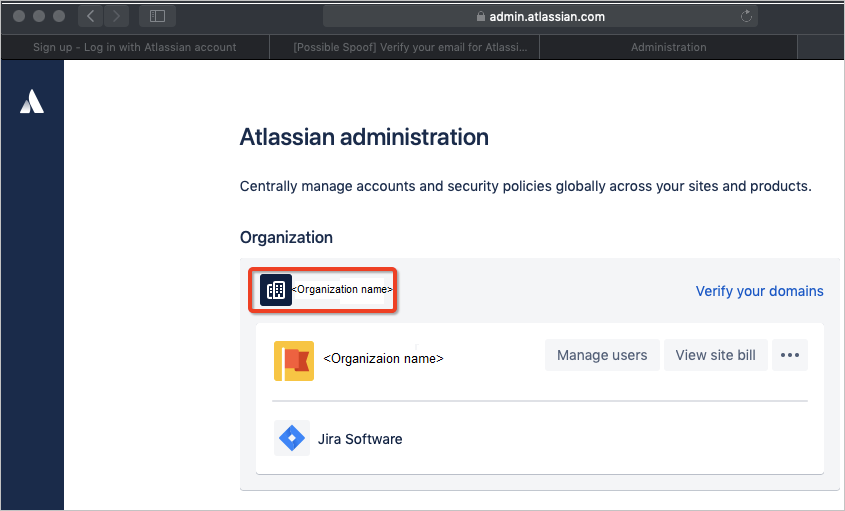 admin.atlassian.com
Sign up - Log in with Atlassian account
[Possible Spoof] Verify your email for Atlassi...
Administration
Atlassian administration
Centrally manage accounts and security policies globally across your sites and products.
Organization
<Organization name>
Verify your domains
<Organizaion name>
Manage users
View site bill
Jira Software